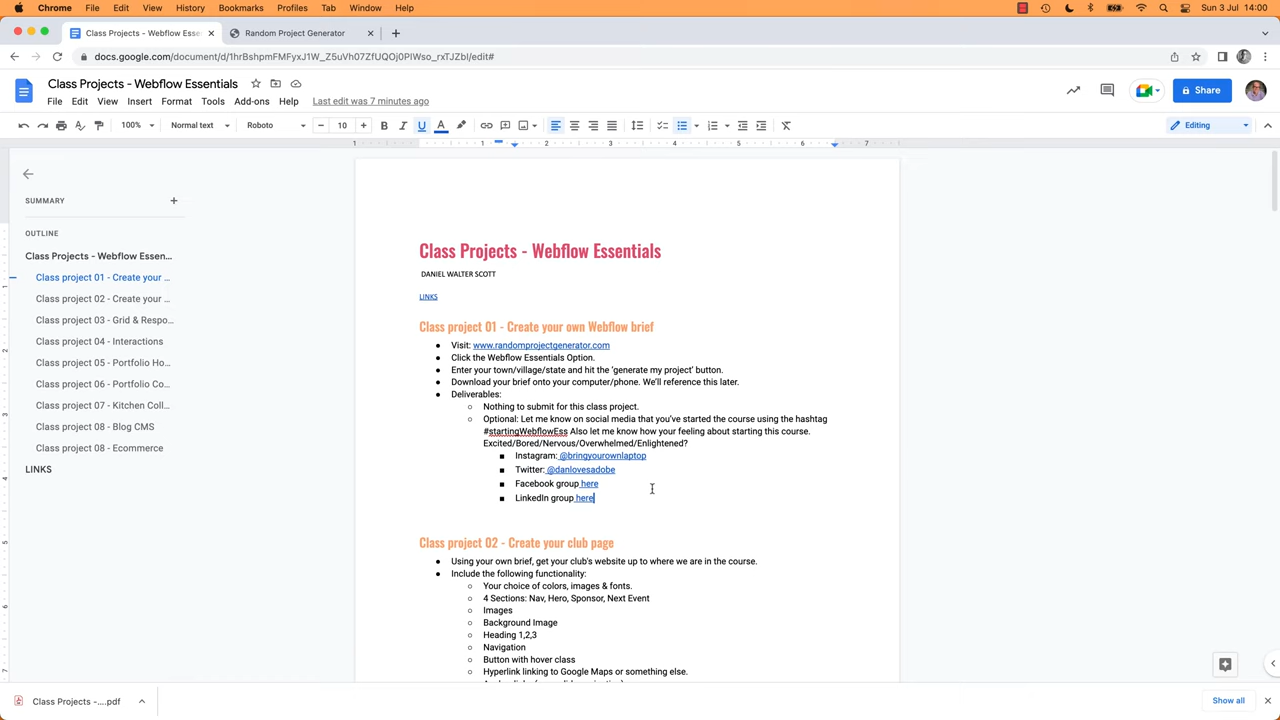 Chrome File Edit View History Bookmarks Profiles Tab Window Help Sun 3 Jul 14:00
Class Projects - Webflow Esse Random Project Generator
docs.google.com/document/d/1hrBshpmFMFyxJ1W_Z5uVh07ZfUQOj0PIWso_rxTJZbI/edit#
Class Projects - Webflow Essentials
File Edit View Insert Format Tools Add-ons Help Last edit was 7 minutes ago
Share
100% Normal text Roboto 10 B I U A Editing
1 1 2 3 4 5 6 7
SUMMARY
OUTLINE
Class Projects - Webflow Essen...
Class project 01 - Create your ...
Class project 02 - Create your ...
Class project 03 - Grid & Respo...
Class project 04 - Interactions
Class project 05 - Portfolio Ho...
Class project 06 - Portfolio Co...
Class project 07 - Kitchen Coll...
Class project 08 - Blog CMS
Class project 08 - Ecommerce
LINKS
Class Projects - Webflow Essentials
DANIEL WALTER SCOTT
LINKS
Class project 01 - Create your own Webflow brief
● Visit: www.randomprojectgenerator.com
● Click the Webflow Essentials Option.
● Enter your town/village/state and hit the 'generate my project' button.
● Download your brief onto your computer/phone. We'll reference this later.
● Deliverables:
○ Nothing to submit for this class project.
○ Optional: Let me know on social media that you've started the course using the hashtag
#startingWebflowEss Also let me know how your feeling about starting this course.
Excited/Bored/Nervous/Overwhelmed/Enlightened?
■ Instagram: @bringyourownlaptop
■ Twitter: @danlovesadobe
■ Facebook group here
■ LinkedIn group here
Class project 02 - Create your club page
● Using your own brief, get your club's website up to where we are in the course.
● Include the following functionality:
○ Your choice of colors, images & fonts.
○ 4 Sections: Nav, Hero, Sponsor, Next Event
○ Images
○ Background Image
○ Heading 1,2,3
○ Navigation
○ Button with hover class
○ Hyperlink linking to Google Maps or something else.
Class Projects -....pdf
Show all